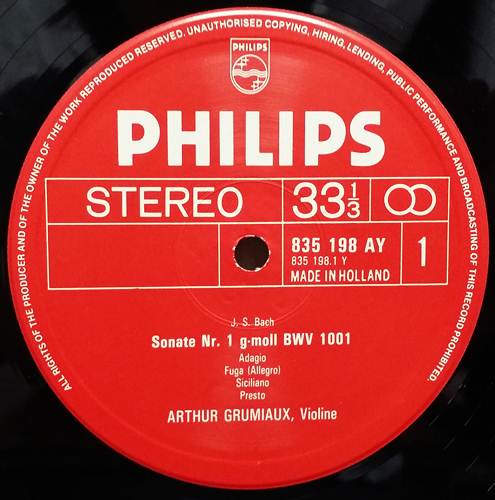 ALL RIGHTS OF THE PRODUCER AND OF THE OWNER OF THE WORK REPRODUCED RESERVED. UNAUTHORISED COPYING, HIRING, LENDING, PUBLIC PERFORMANCE AND BROADCASTING OF THIS RECORD PROHIBITED.
PHILIPS
PHILIPS
STEREO 33 1/3
835 198 AY 1
835 198.1 Y
MADE IN HOLLAND
J. S. Bach
Sonate Nr. 1 g-moll BWV 1001
Adagio
Fuga (Allegro)
Siciliano
Presto
ARTHUR GRUMIAUX, Violine